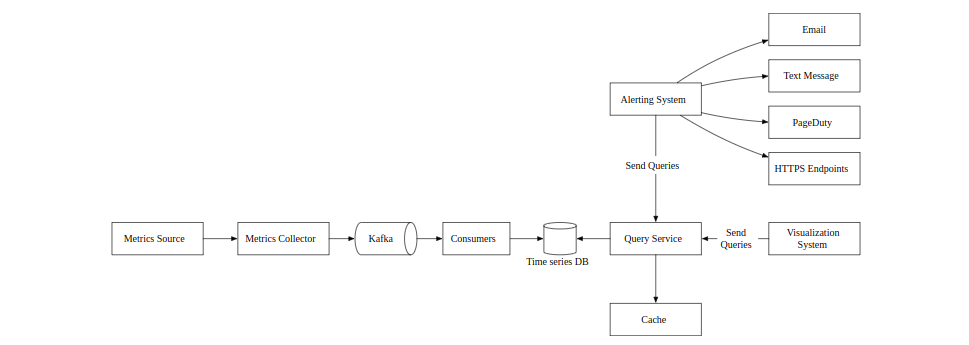 Email
Text Message
Alerting System
PageDuty
HTTPS Endpoints
Send Queries
Metrics Source
Metrics Collector
Kafka
Consumers
Time series DB
Query Service
Send
Queries
Visualization
System
Cache